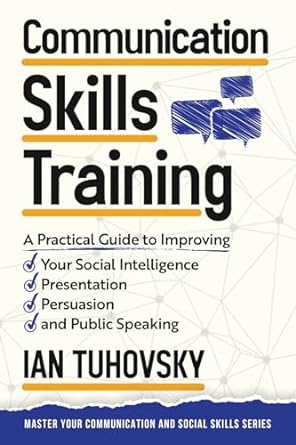 Communication
Skills
Training
A Practical Guide to Improving
Your Social Intelligence
Presentation
Persuasion
and Public Speaking
IAN TUHOVSKY
MASTER YOUR COMMUNICATION AND SOCIAL SKILLS SERIES